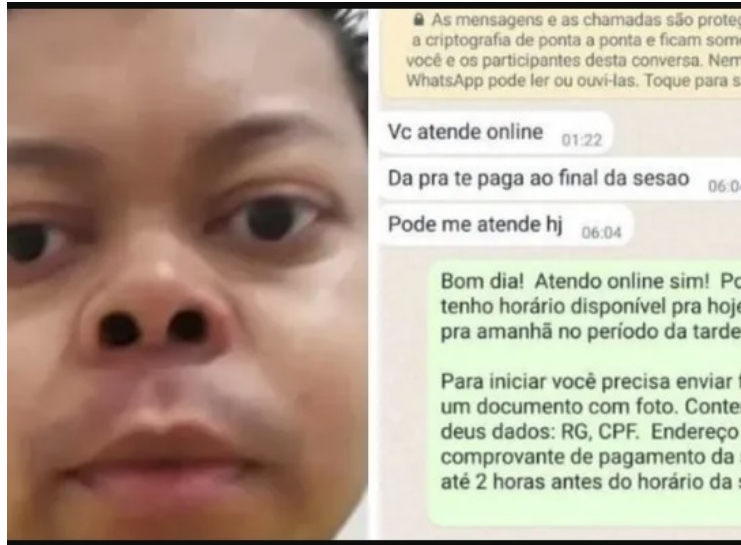 As mensagens e as chamadas são
a criptografia de ponta a ponta e ficam
você e os participantes desta conversa. Nem
WhatsApp pode ler ou ouvi-las. Toque para
Vc atende online 01:22
Da pra te paga ao final da sesao
Pode me atende hj 06:04
Bom dia! Atendo online sim!
tenho horário disponível pra
pra amanhã no período da tarde
Para iniciar você precisa enviar
um documento com foto.
deus dados: RG, CPF. Endereço
comprovante de pagamento da
até 2 horas antes do horário da